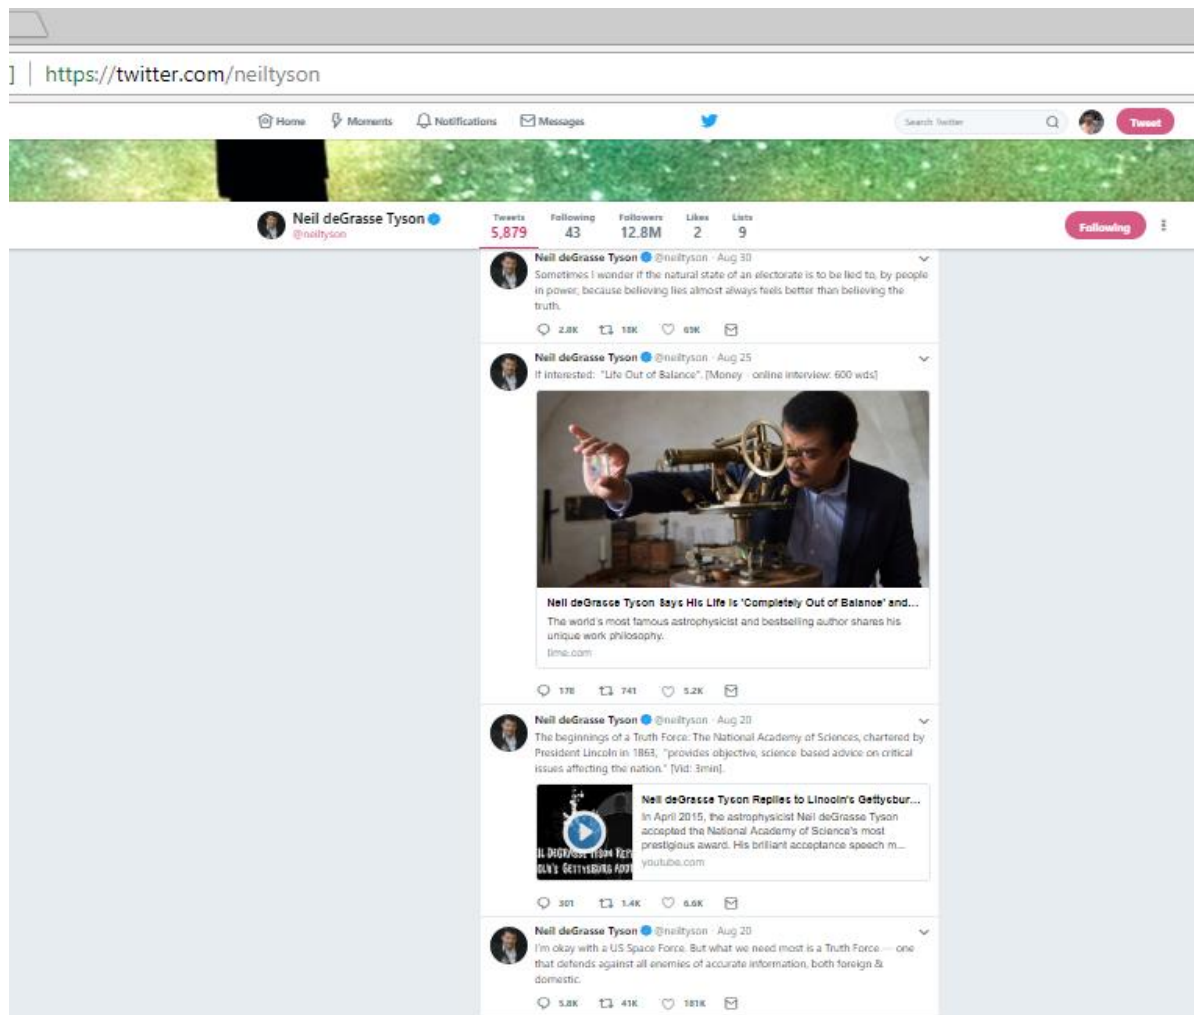 ] | https://twitter.com/neiltyson
Home Moments Notifications Messages Search Twitter Tweet
Neil deGrasse Tyson
@neiltyson
Tweets Following Followers Likes Lists
5,879 43 12.8M 2 9
Following
Neil deGrasse Tyson @neiltyson · Aug 30
Sometimes I wonder if the natural state of an electorate is to be lied to, by people
in power, because believing lies almost always feels better than believing the
truth.
2.8K 18K 69K
Neil deGrasse Tyson @neiltyson · Aug 25
If interested: "Life Out of Balance". [Money - online interview: 600 wds]
Neil deGrasse Tyson Says His Life Is 'Completely Out of Balance' and...
The world's most famous astrophysicist and bestselling author shares his
unique work philosophy.
time.com
178 741 5.2K
Neil deGrasse Tyson @neiltyson · Aug 20
The beginnings of a Truth Force: The National Academy of Sciences, chartered by
President Lincoln in 1863, "provides objective, science-based advice on critical
issues affecting the nation." [Vid: 3min].
IL DEGRASSE TYSON REP
OLN'S GETTYSBURG ADD
Neil deGrasse Tyson Replies to Lincoln's Gettysbur...
In April 2015, the astrophysicist Neil deGrasse Tyson
accepted the National Academy of Science's most
prestigious award. His brilliant acceptance speech m...
youtube.com
301 1.4K 6.6K
Neil deGrasse Tyson @neiltyson · Aug 20
I'm okay with a US Space Force. But what we need most is a Truth Force — one
that defends against all enemies of accurate information, both foreign &
domestic.
5.8K 41K 181K